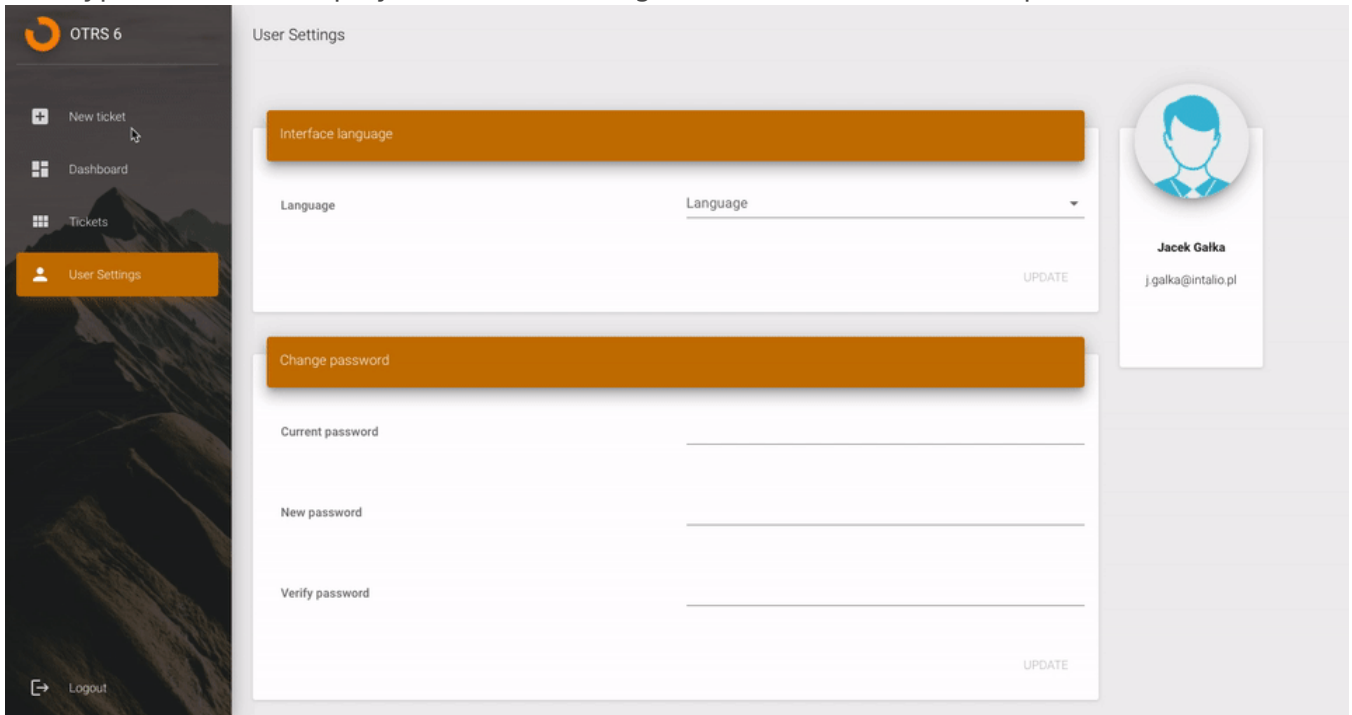 OTRS 6
New ticket
Dashboard
Tickets
User Settings
Logout
User Settings
Interface language
Language
Language
UPDATE
Change password
Current password
New password
Verify password
UPDATE
Jacek Gałka
j.galka@intalio.pl